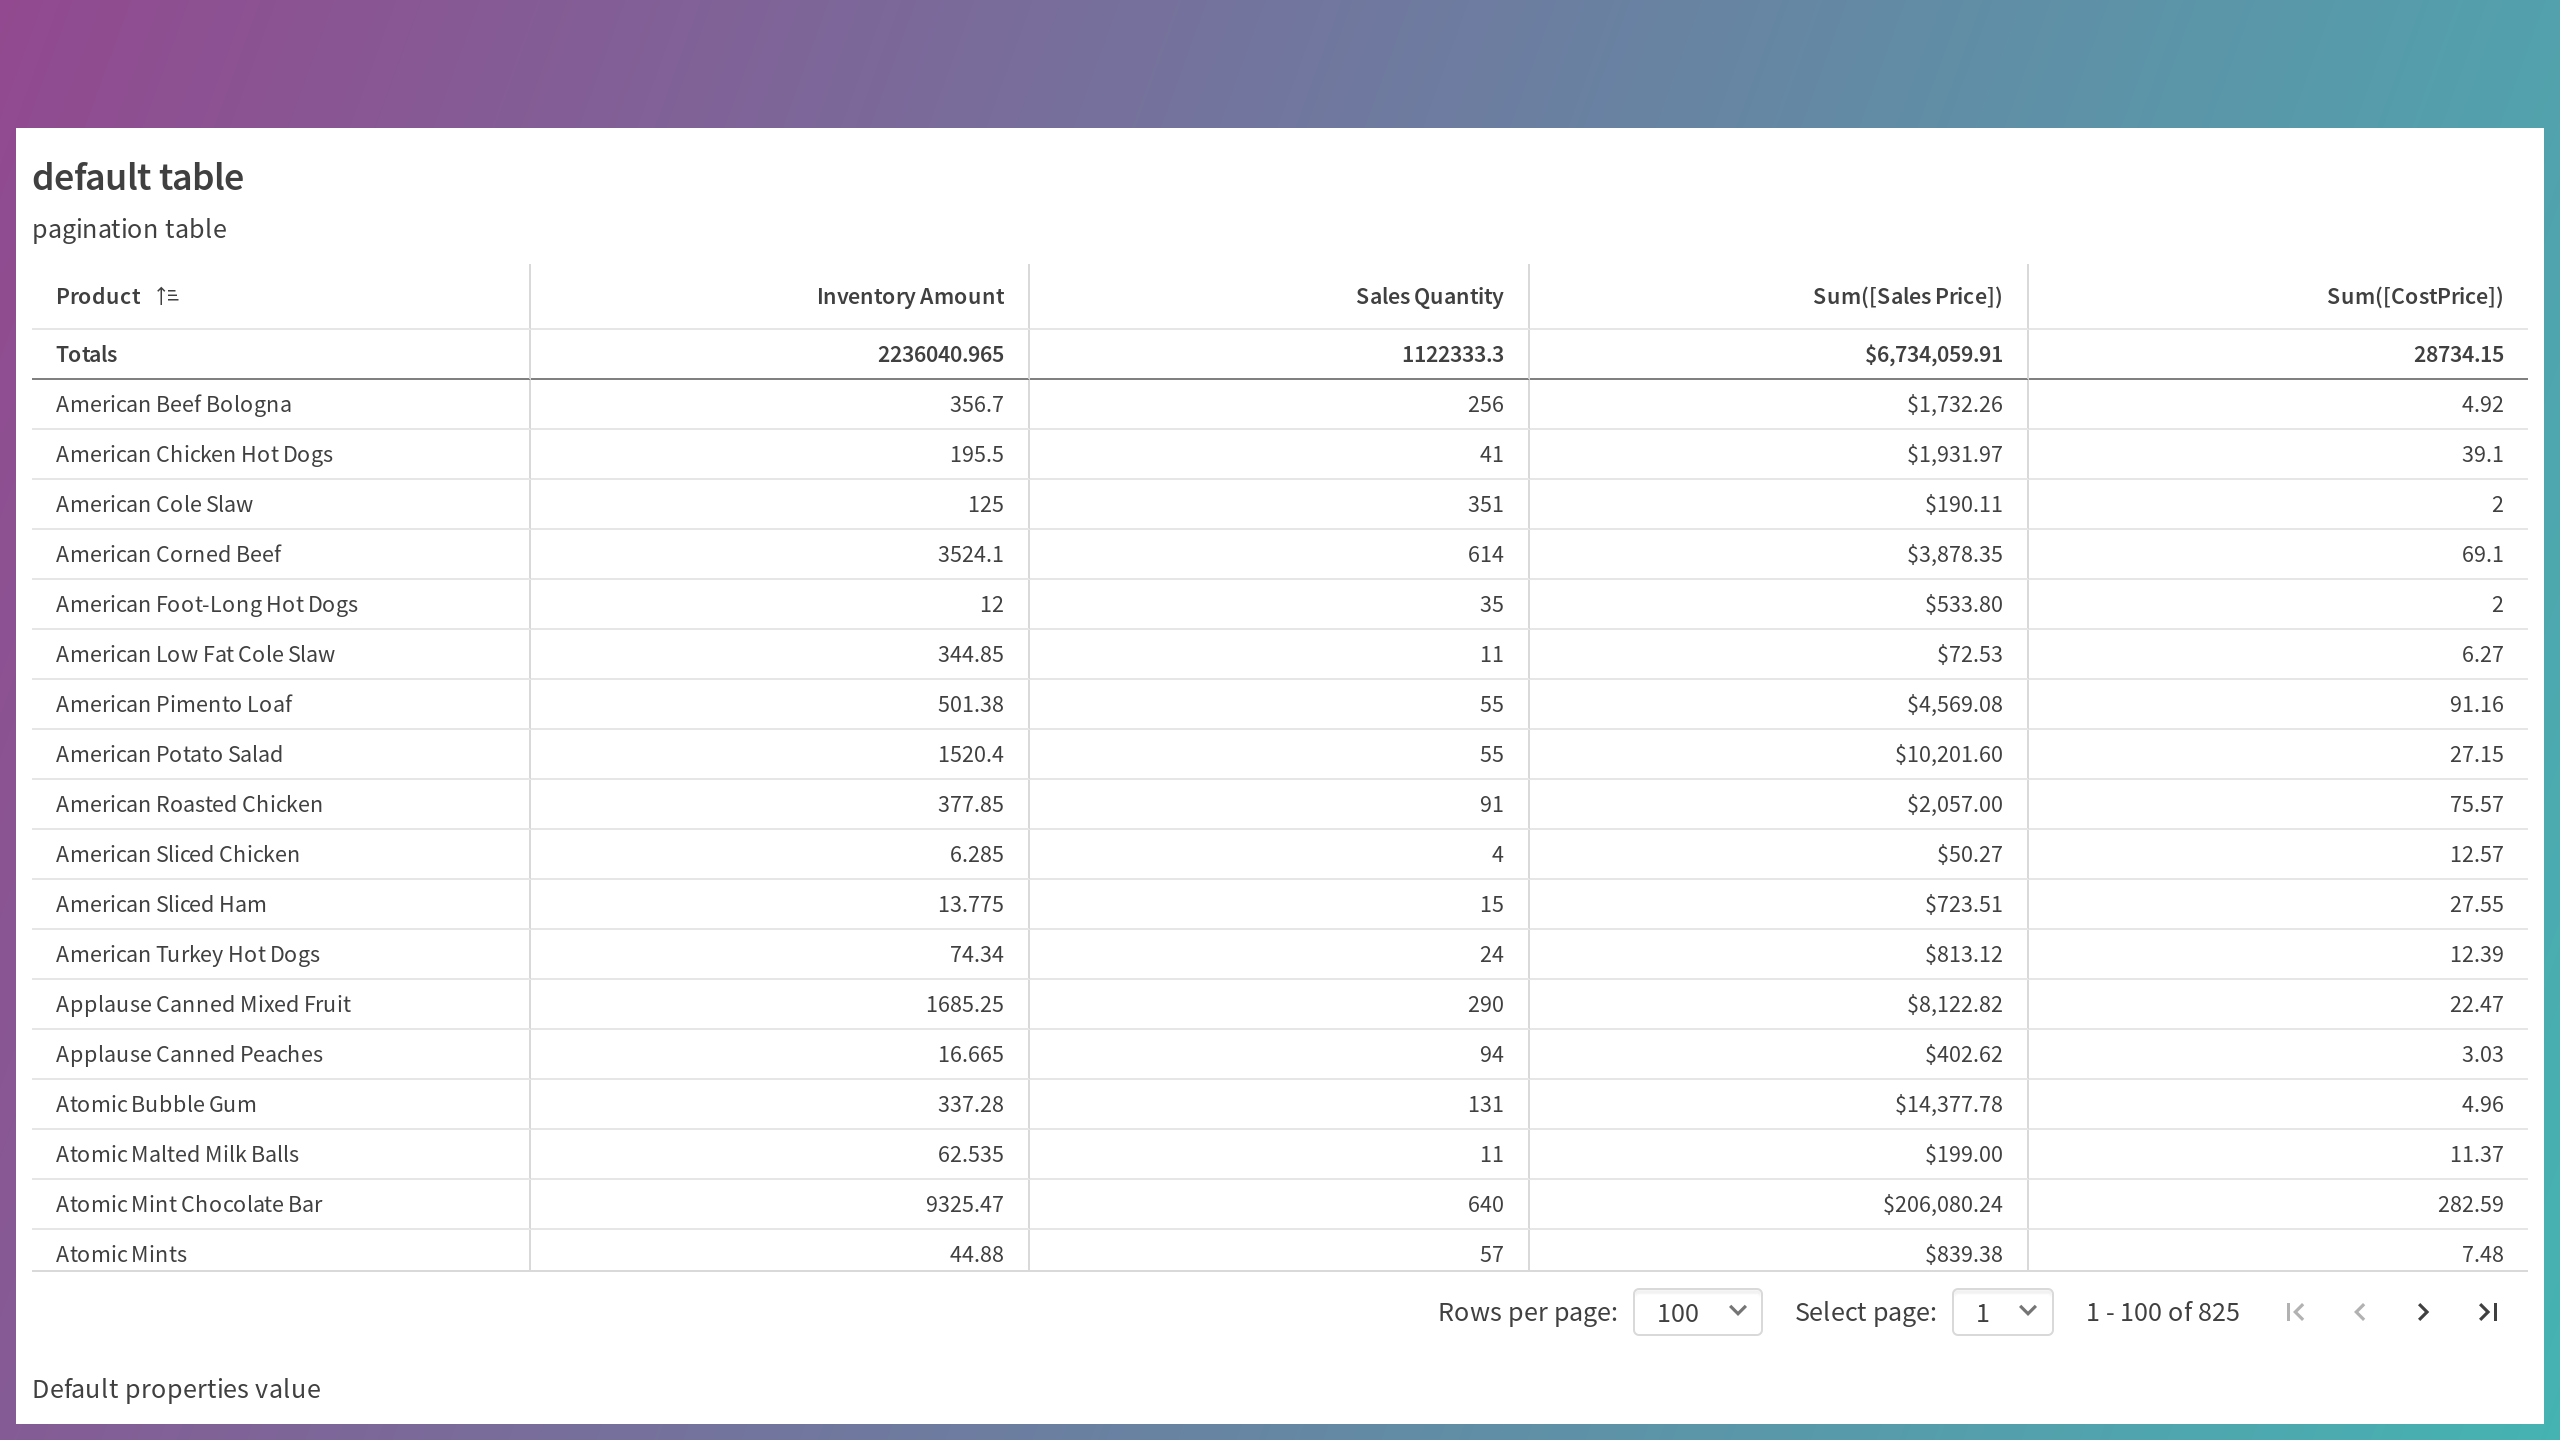 default table
pagination table
Product Inventory Amount Sales Quantity Sum([Sales Price]) Sum([CostPrice])
Totals 2236040.965 1122333.3 $6,734,059.91 28734.15
American Beef Bologna 356.7 256 $1,732.26 4.92
American Chicken Hot Dogs 195.5 41 $1,931.97 39.1
American Cole Slaw 125 351 $190.11 2
American Corned Beef 3524.1 614 $3,878.35 69.1
American Foot-Long Hot Dogs 12 35 $533.80 2
American Low Fat Cole Slaw 344.85 11 $72.53 6.27
American Pimento Loaf 501.38 55 $4,569.08 91.16
American Potato Salad 1520.4 55 $10,201.60 27.15
American Roasted Chicken 377.85 91 $2,057.00 75.57
American Sliced Chicken 6.285 4 $50.27 12.57
American Sliced Ham 13.775 15 $723.51 27.55
American Turkey Hot Dogs 74.34 24 $813.12 12.39
Applause Canned Mixed Fruit 1685.25 290 $8,122.82 22.47
Applause Canned Peaches 16.665 94 $402.62 3.03
Atomic Bubble Gum 337.28 131 $14,377.78 4.96
Atomic Malted Milk Balls 62.535 11 $199.00 11.37
Atomic Mint Chocolate Bar 9325.47 640 $206,080.24 282.59
Atomic Mints 44.88 57 $839.38 7.48
Rows per page: 100 Select page: 1 1 - 100 of 825
Default properties value